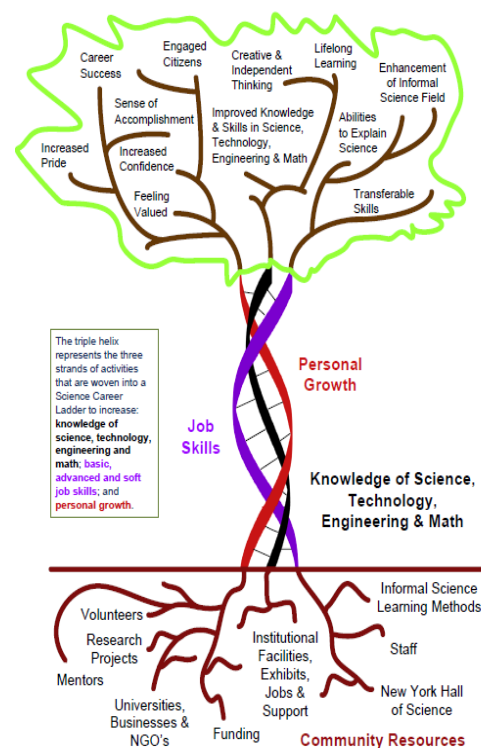 Career
Success
Engaged
Citizens
Creative &
Independent
Thinking
Lifelong
Learning
Enhancement
of Informal
Science Field
Sense of
Accomplishment
Improved Knowledge
& Skills in Science,
Technology,
Engineering & Math
Abilities
to Explain
Science
Increased
Pride
Increased
Confidence
Feeling
Valued
Transferable
Skills
The triple helix
represents the three
strands of activities
that are woven into a
Science Career
Ladder to increase:
knowledge of
science, technology,
engineering and
math; basic,
advanced and soft
job skills; and
personal growth.
Personal
Growth
Job
Skills
Knowledge of Science,
Technology,
Engineering & Math
Volunteers
Research
Projects
Mentors
Universities,
Businesses &
NGO's
Funding
Institutional
Facilities,
Exhibits,
Jobs &
Support
Informal Science
Learning Methods
Staff
New York Hall
of Science
Community Resources